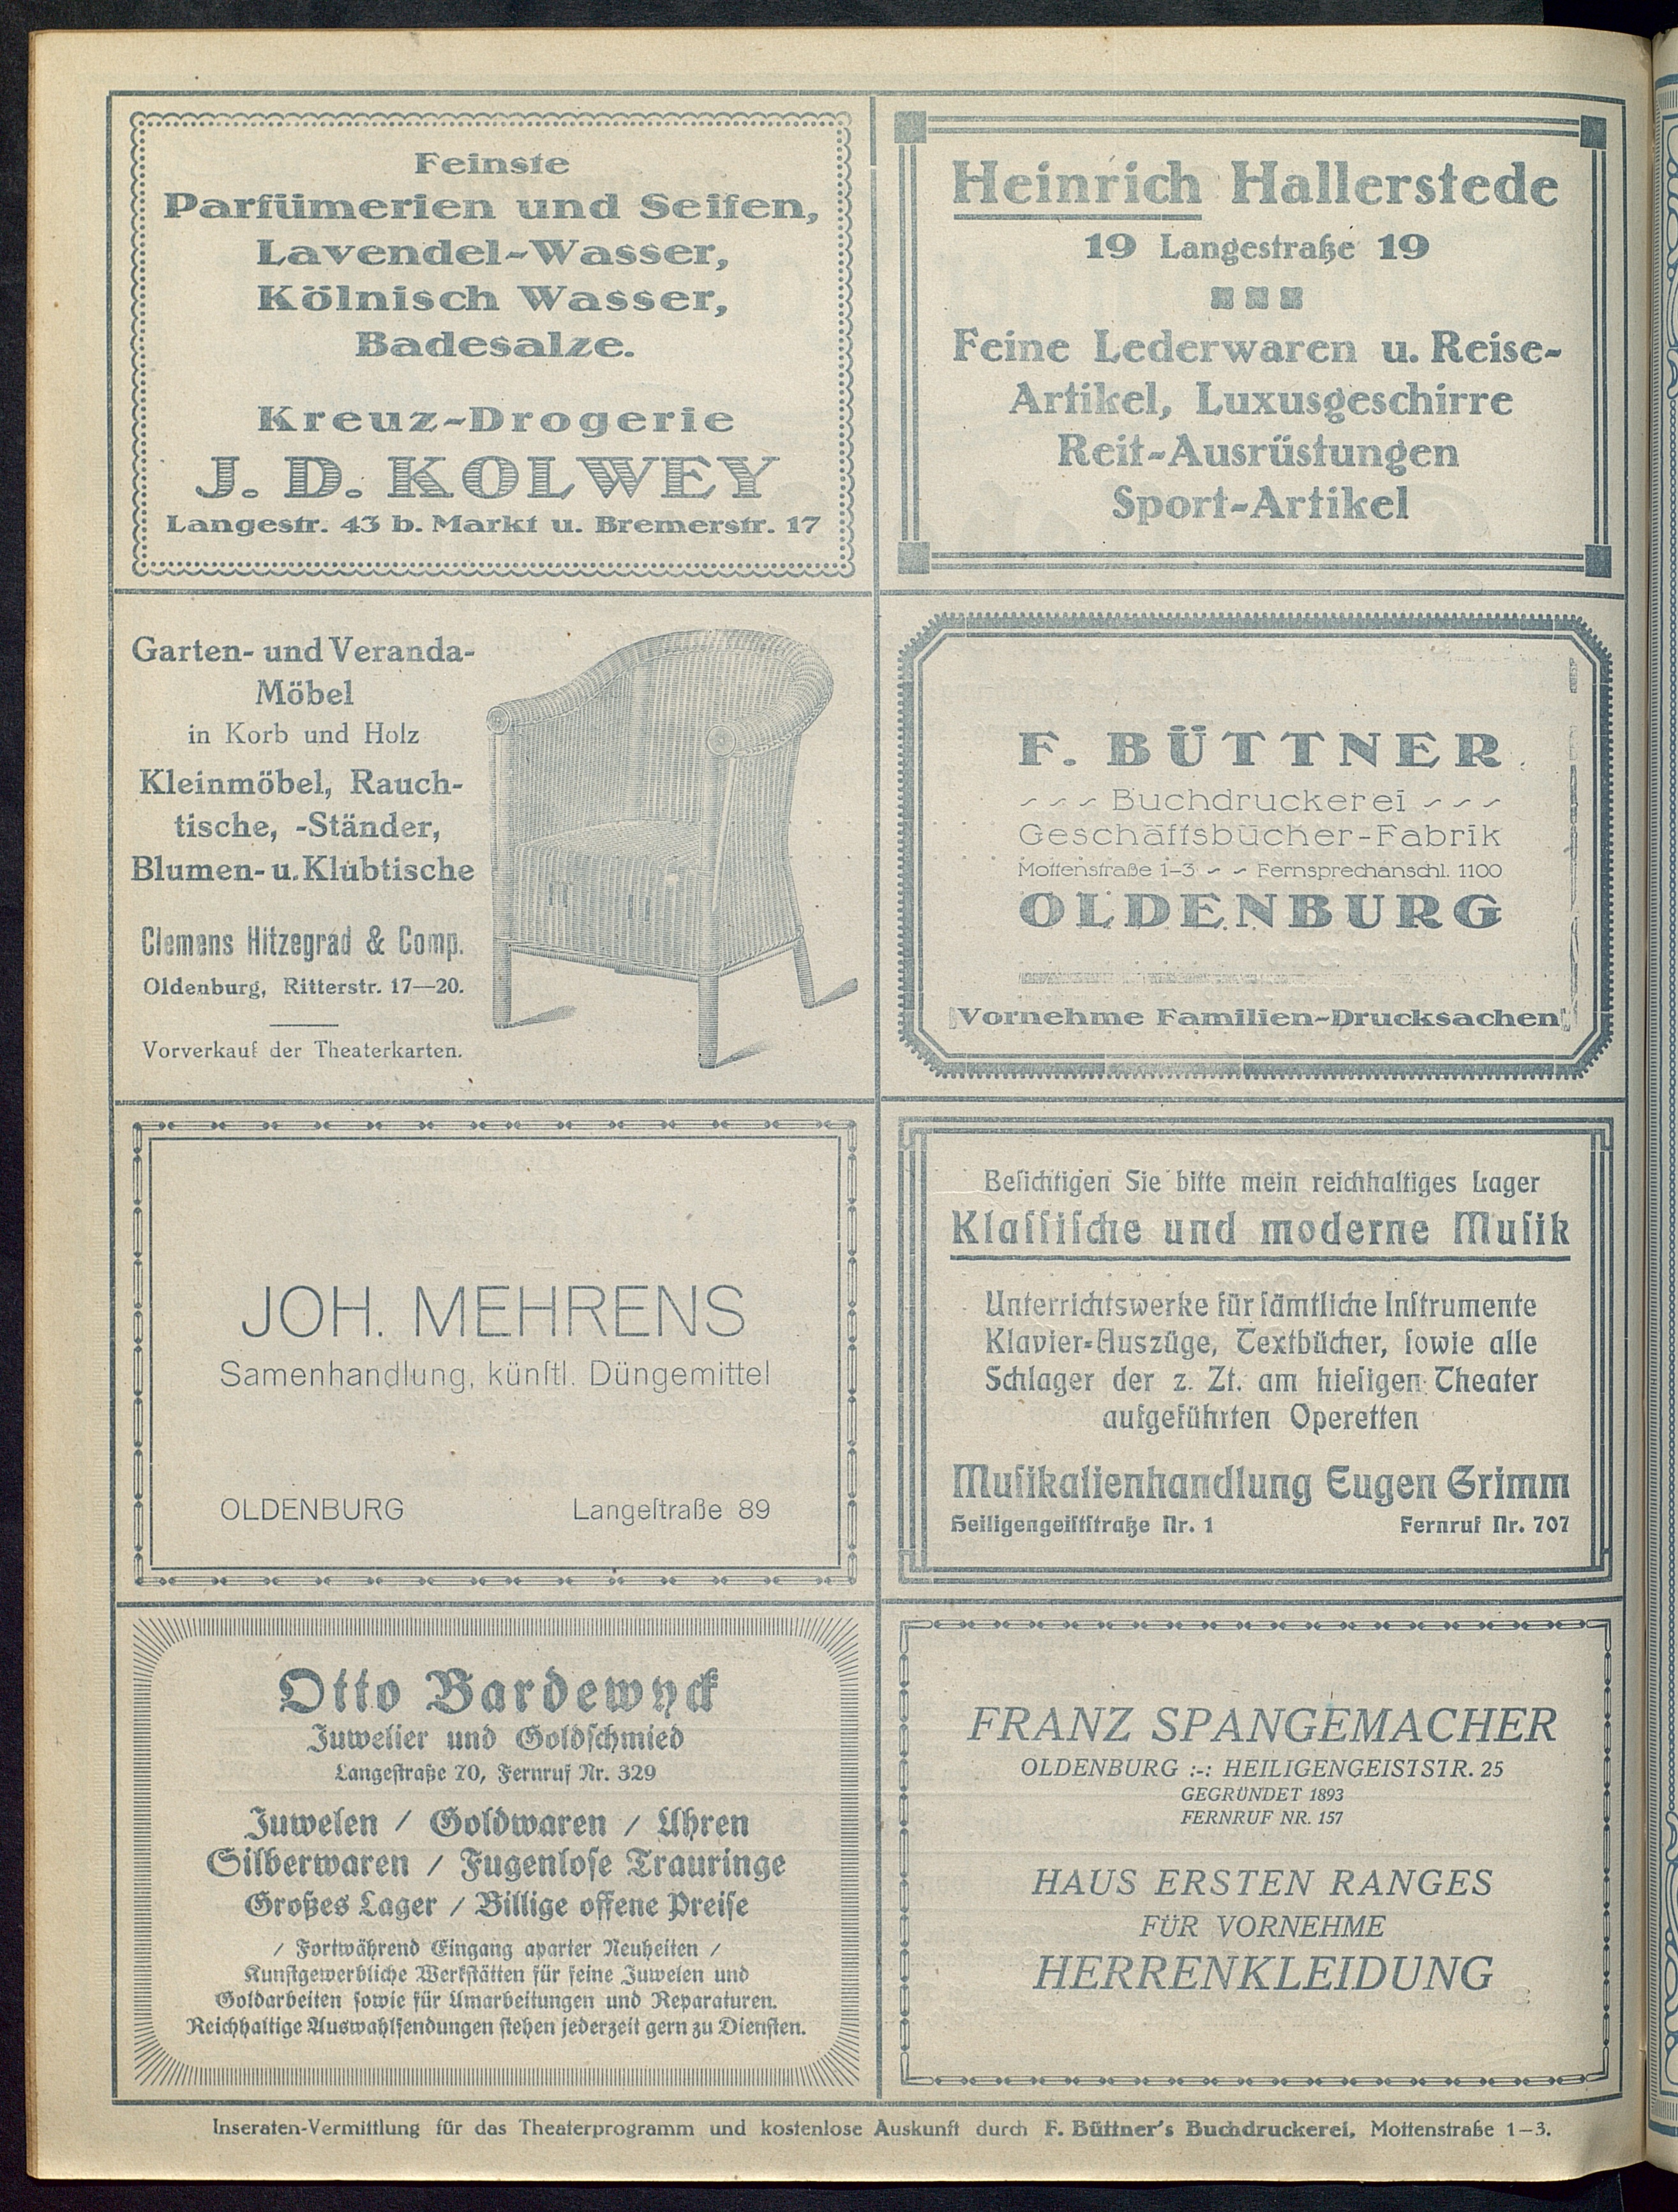 Feinste
Parfümerien und Seifen,
Lavendel-Wasser,
Kölnisch Wasser,
Badesalze.
Kreuz-Drogerie
J. D. KOLWEY
Langestr. 43 b. Markt u. Bremerstr. 17
Heinrich Hallerstede
19 Langestraße 19
Feine Lederwaren u. Reise-
Artikel, Luxusgeschirre
Reit-Ausrüstungen
Sport-Artikel
Garten- und Veranda-
Möbel
in Korb und Holz
Kleinmöbel, Rauch-
tische, -Ständer,
Blumen- u. Klubtische
Clemens Hitzegrad & Comp.
Oldenburg, Ritterstr. 17—20.
Vorverkauf der Theaterkarten.
F. BÜTTNER
Buchdruckerei
Geschäftsbücher-Fabrik
Mottenstraße 1-3 - - Fernsprechanschl. 1100
OLDENBURG
Vornehme Familien-Drucksachen
JOH. MEHRENS
Samenhandlung, künſtl. Düngemittel
OLDENBURG Langeſtraße 89
Beſichtigen Sie bitte mein reichhaltiges Lager
Klaſſiſche und moderne Muſik
Unterrichtswerke für ſämtliche Inſtrumente
Klavier-Auszüge, Textbücher, ſowie alle
Schlager der z. Zt. am hieſigen Theater
aufgeführten Operetten
Muſikalienhandlung Eugen Grimm
Heiligengeiſtſtraße Nr. 1 Fernruf Nr. 707
Otto Bardewyck
Juwelier und Goldſchmied
Langeſtraße 70, Fernruf Nr. 329
Juwelen / Goldwaren / Uhren
Silberwaren / Fugenloſe Trauringe
Großes Lager / Billige offene Preiſe
/ Fortwährend Eingang aparter Neuheiten /
Kunſtgewerbliche Werkſtätten für feine Juwelen und
Goldarbeiten ſowie für Umarbeitungen und Reparaturen.
Reichhaltige Auswahlſendungen ſtehen jederzeit gern zu Dienſten.
FRANZ SPANGEMACHER
OLDENBURG :-: HEILIGENGEISTSTR. 25
GEGRÜNDET 1893
FERNRUF NR. 157
HAUS ERSTEN RANGES
FÜR VORNEHME
HERRENKLEIDUNG
Inseraten-Vermittlung für das Theaterprogramm und kostenlose Auskunft durch F. Büttner's Buchdruckerei, Mottenstraße 1—3.